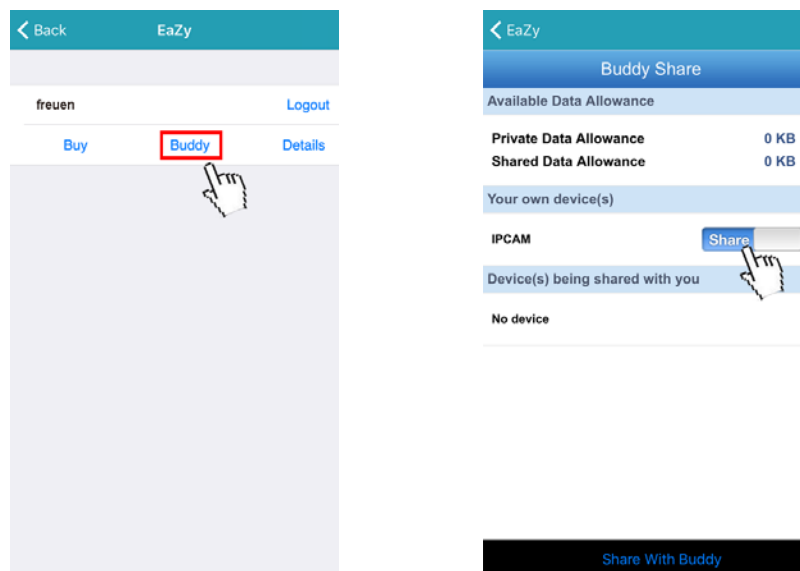 Back EaZy
freuen Logout
Buy Buddy Details
EaZy
Buddy Share
Available Data Allowance
Private Data Allowance 0 KB
Shared Data Allowance 0 KB
Your own device(s)
IPCAM Share
Device(s) being shared with you
No device
Share With Buddy